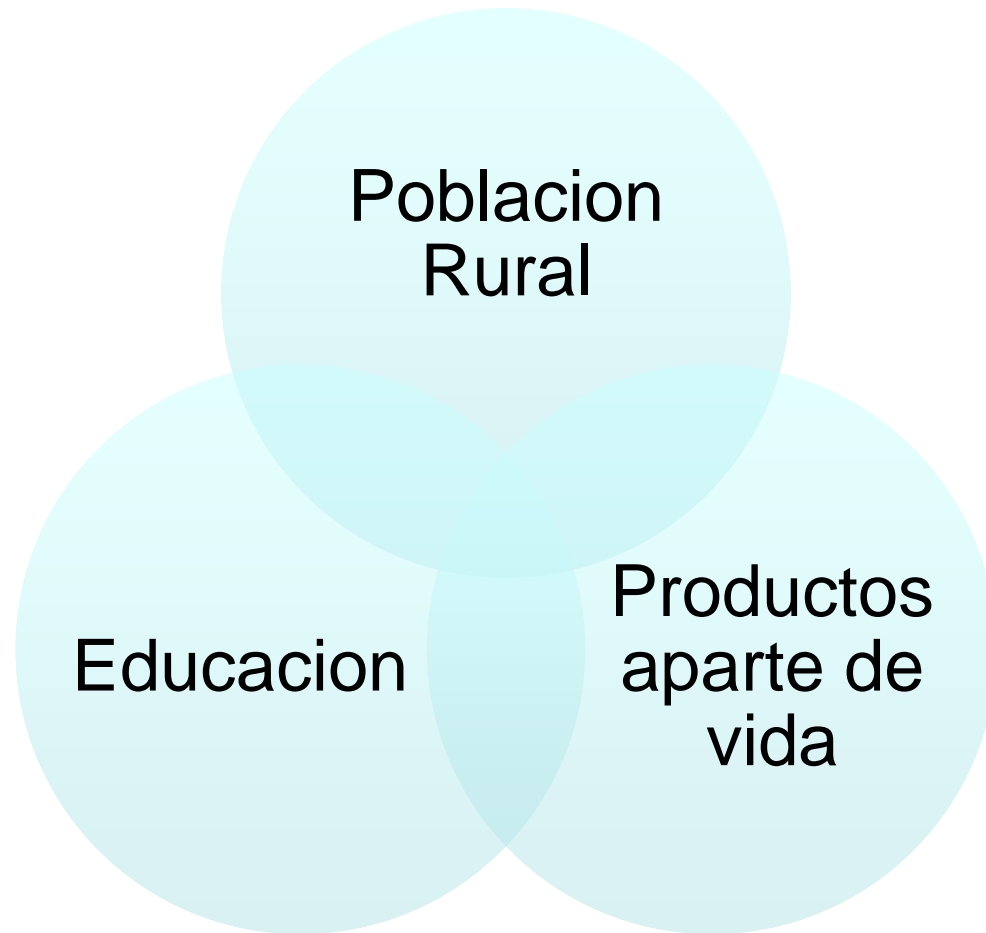 Poblacion
Rural
Educacion
Productos
aparte de
vida